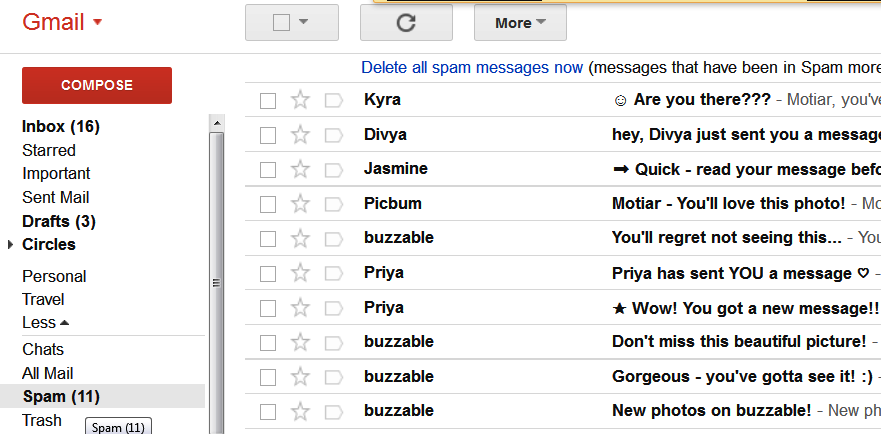 Gmail
More
Delete all spam messages now (messages that have been in Spam more
COMPOSE
Inbox (16)
Starred
Important
Sent Mail
Drafts (3)
Circles
Personal
Travel
Less
Chats
All Mail
Spam (11)
Trash
Spam (11)
Kyra ☺ Are you there??? - Motiar, you've
Divya hey, Divya just sent you a message
Jasmine ➞ Quick - read your message befo
Picbum Motiar - You'll love this photo! - Mo
buzzable You'll regret not seeing this... - You
Priya Priya has sent YOU a message ♡ -
Priya ★ Wow! You got a new message!!
buzzable Don't miss this beautiful picture! -
buzzable Gorgeous - you've gotta see it! :) -
buzzable New photos on buzzable! - New ph